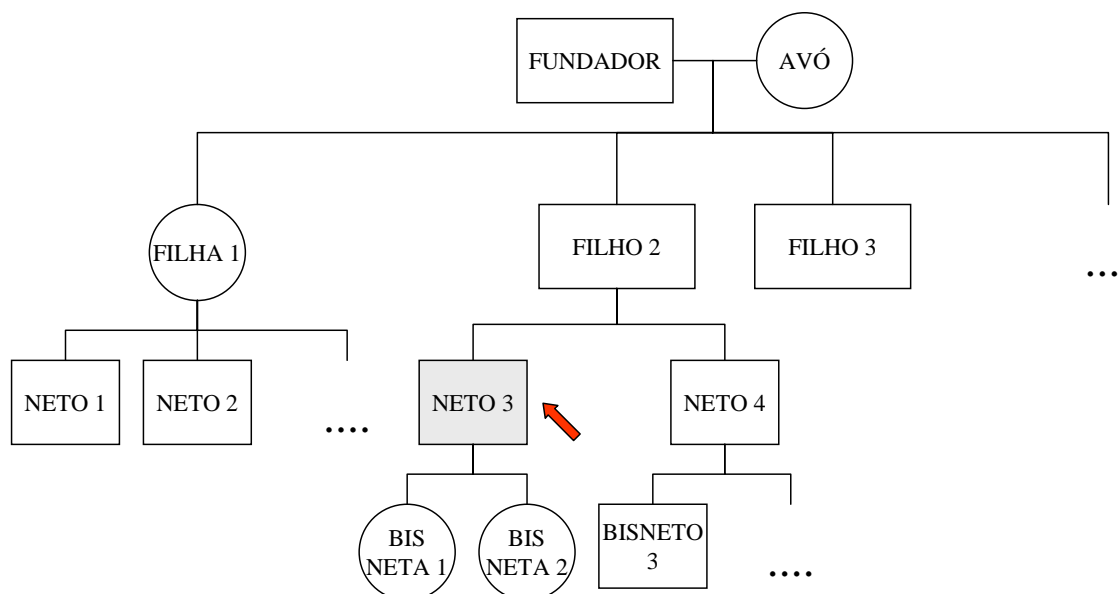 FUNDADOR
AVÓ
FILHA 1
FILHO 2
FILHO 3
...
NETO 1
NETO 2
....
NETO 3
NETO 4
BIS
NETA 1
BIS
NETA 2
BISNETO
3
....